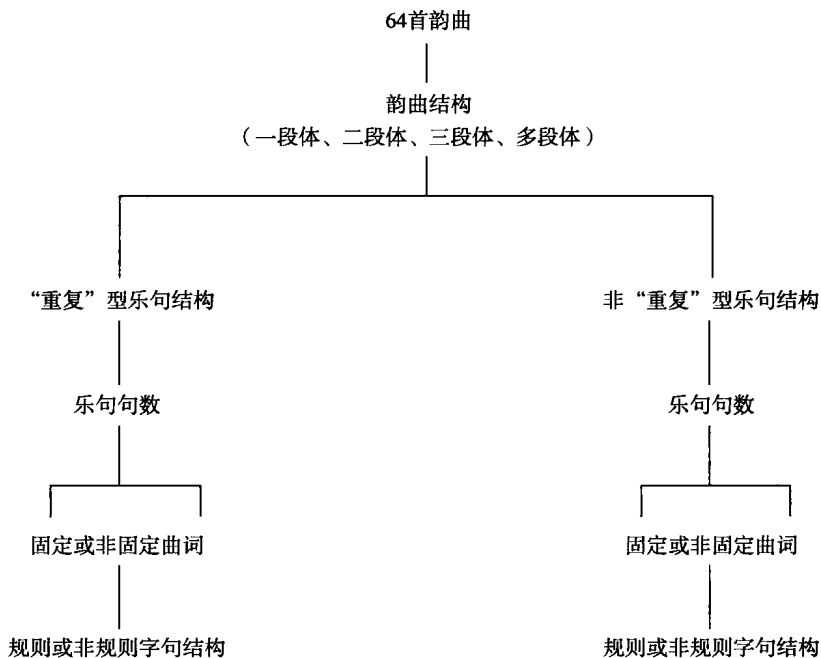 64首韵曲
韵曲结构
（一段体、二段体、三段体、多段体）
“重复”型乐句结构
非“重复”型乐句结构
乐句句数
乐句句数
固定或非固定曲词
固定或非固定曲词
规则或非规则字句结构
规则或非规则字句结构